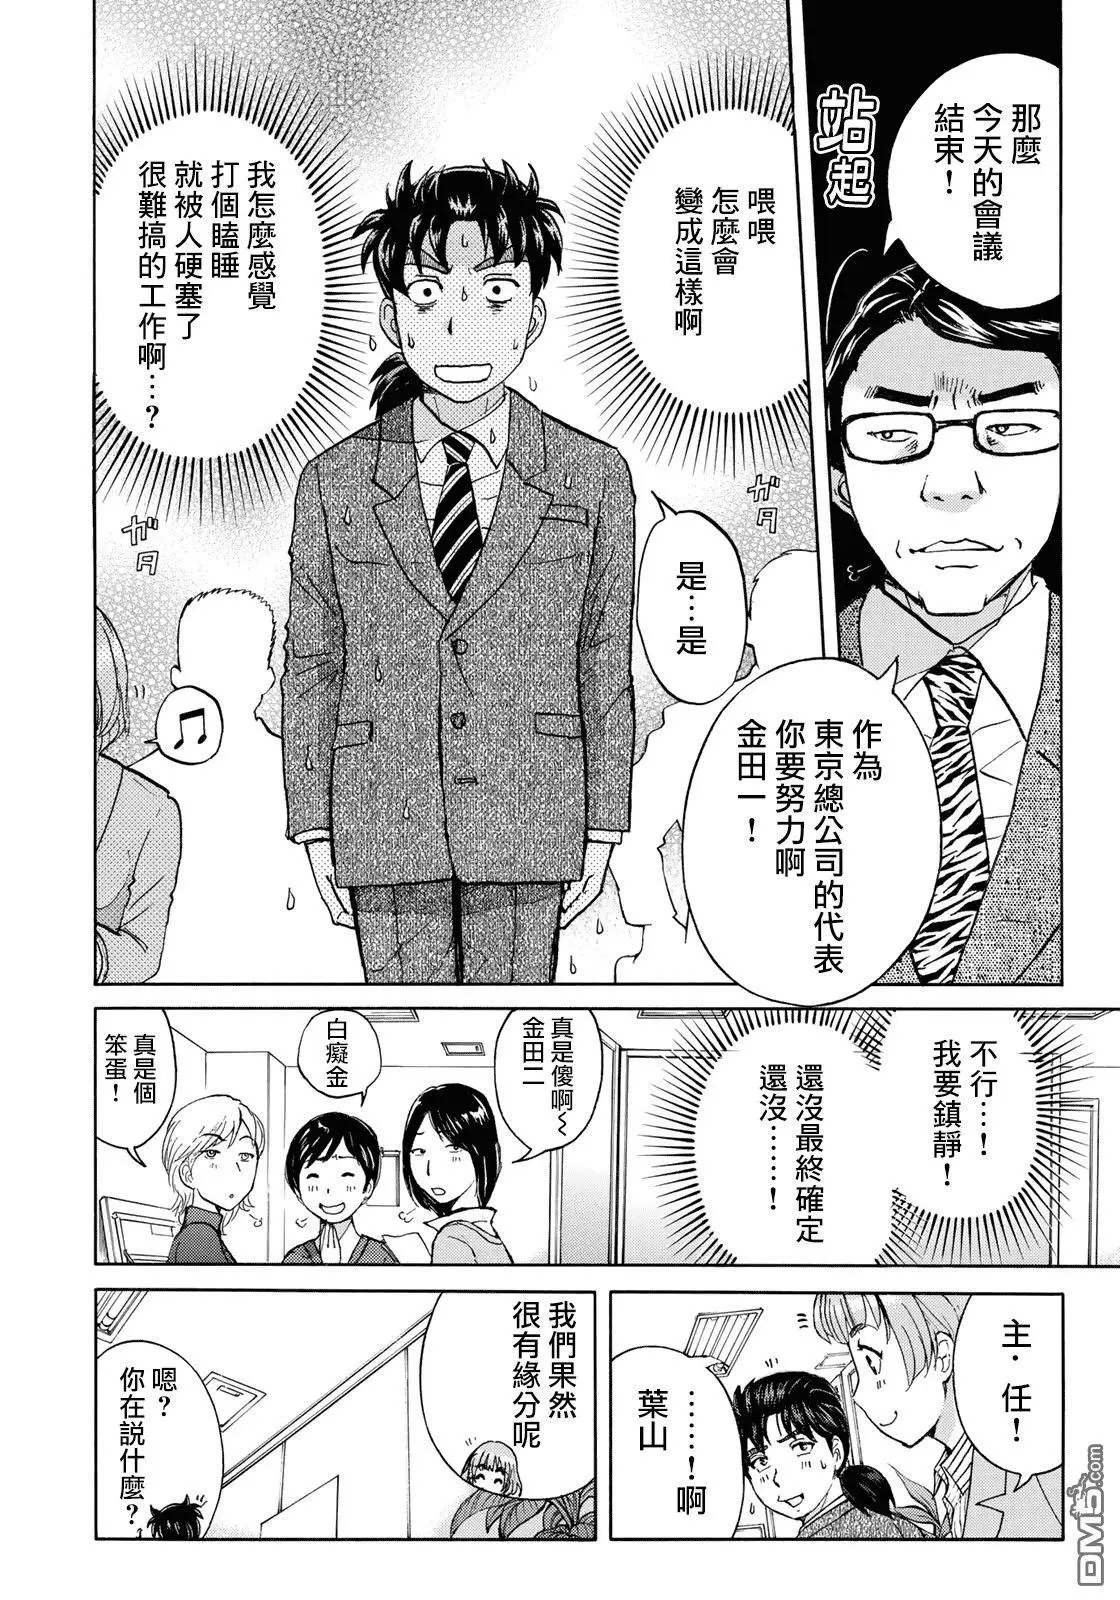 那麼
今天的會議
結束！
站起
作為
東京總公司的代表
你要努力啊
金田一！
喂喂
怎麼會
變成這樣啊
是…是
我怎麼感覺
打個瞌睡
就被人硬塞了
很難搞的工作啊…？
ガタ
ガタ
不行…！
我要鎮靜！
還沒最終確定
還沒……！
真是傻啊～
金田二
白癡金
真是個
笨蛋！
主．任！
……！啊
葉山
我們果然
很有緣分呢
嗯？
你在説什麼？
DM5.com